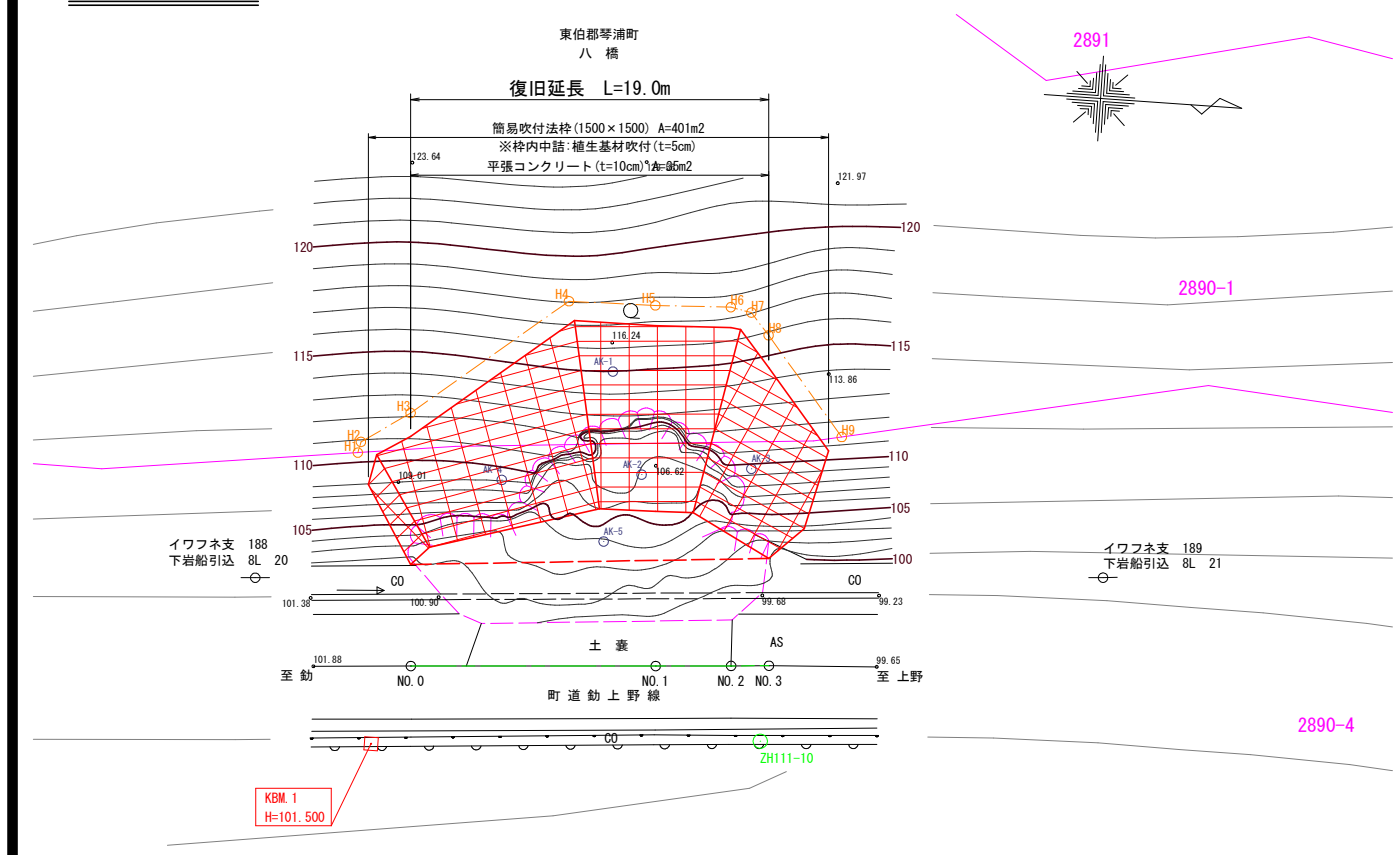 東伯郡琴浦町
八 橋
2891
復旧延長 L=19.0m
簡易吹付法枠(1500×1500) A=401m2
※枠内中詰:植生基材吹付(t=5cm)
123.64
平張コンクリート(t=10cm) A=35m2
121.97
120
120
2890-1
H4
H5
H6
H7
H8
116.24
115
115
AK-1
113.86
H3
H2
H1
H9
110
110
AK-4
AK-2
106.62
AK-3
109.01
105
105
AK-5
イワフネ支 188
下岩船引込 8L 20
イワフネ支 189
下岩船引込 8L 21
100
CO
CO
101.38
100.90
99.68
99.23
土 嚢
AS
101.88
99.65
至 釛
NO.0
NO.1
NO.2
NO.3
至 上野
町 道 釛 上 野 線
2890-4
CO
ZH111-10
KBM.1
H=101.500